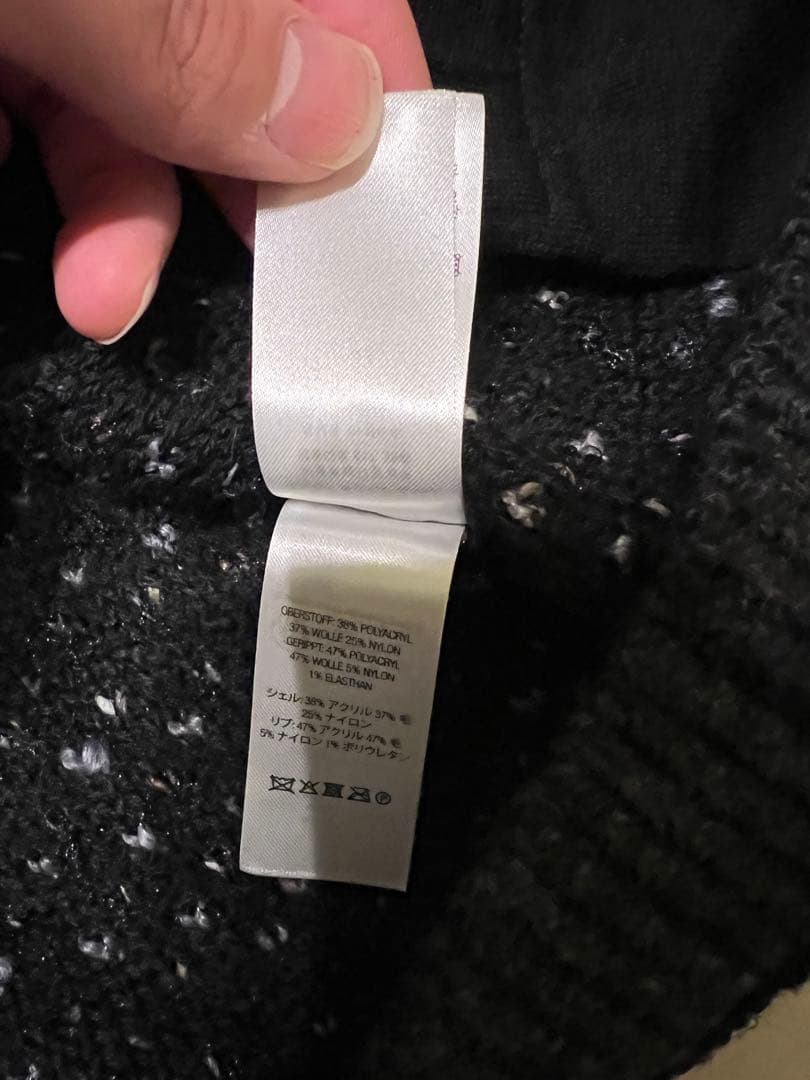 OBERSTOFF: 38% POLYACRYL
37% WOLLE 25% NYLON
GERIPPT: 47% POLYACRYL
47% WOLLE 5% NYLON
1% ELASTHAN
シェル: 38% アクリル 37% 毛
25% ナイロン
リブ: 47% アクリル 47% 毛
5% ナイロン 1% ポリウレタン
P